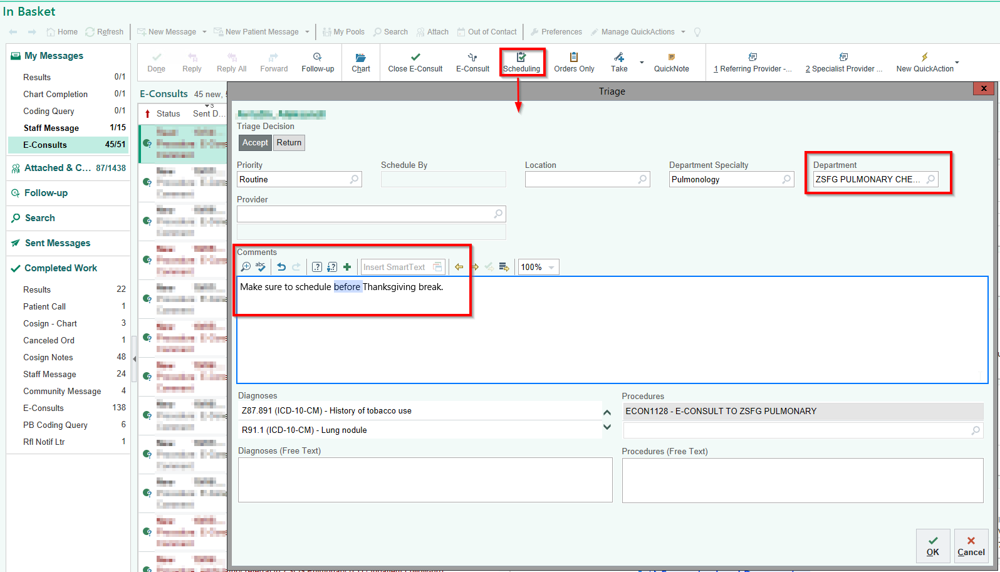 In Basket
Home Refresh New Message New Patient Message My Pools Search Attach Out of Contact Preferences Manage QuickActions
My Messages
Results 0/1
Chart Completion 0/1
Coding Query 0/1
Staff Message 1/15
E-Consults 45/51
Attached & C... 87/1438
Follow-up
Search
Sent Messages
Completed Work
Results 22
Patient Call 1
Cosign - Chart 3
Canceled Ord 1
Cosign Notes 48
Staff Message 24
Community Message 4
E-Consults 138
PB Coding Query 6
Rfl Notif Ltr 1
Done Reply Reply All Forward Follow-up Chart Close E-Consult E-Consult Scheduling Orders Only Take QuickNote 1 Referring Provider -... 2 Specialist Provider ... New QuickAction
E-Consults 45 new,
Status Sent D... 3
Triage
x
Triage Decision
Accept Return
Priority Schedule By Location Department Specialty Department
Routine Pulmonology ZSFG PULMONARY CHE...
Provider
Comments
abc Insert SmartText 100%
Make sure to schedule before Thanksgiving break.
Diagnoses Procedures
Z87.891 (ICD-10-CM) - History of tobacco use ECON1128 - E-CONSULT TO ZSFG PULMONARY
R91.1 (ICD-10-CM) - Lung nodule
Diagnoses (Free Text) Procedures (Free Text)
OK Cancel